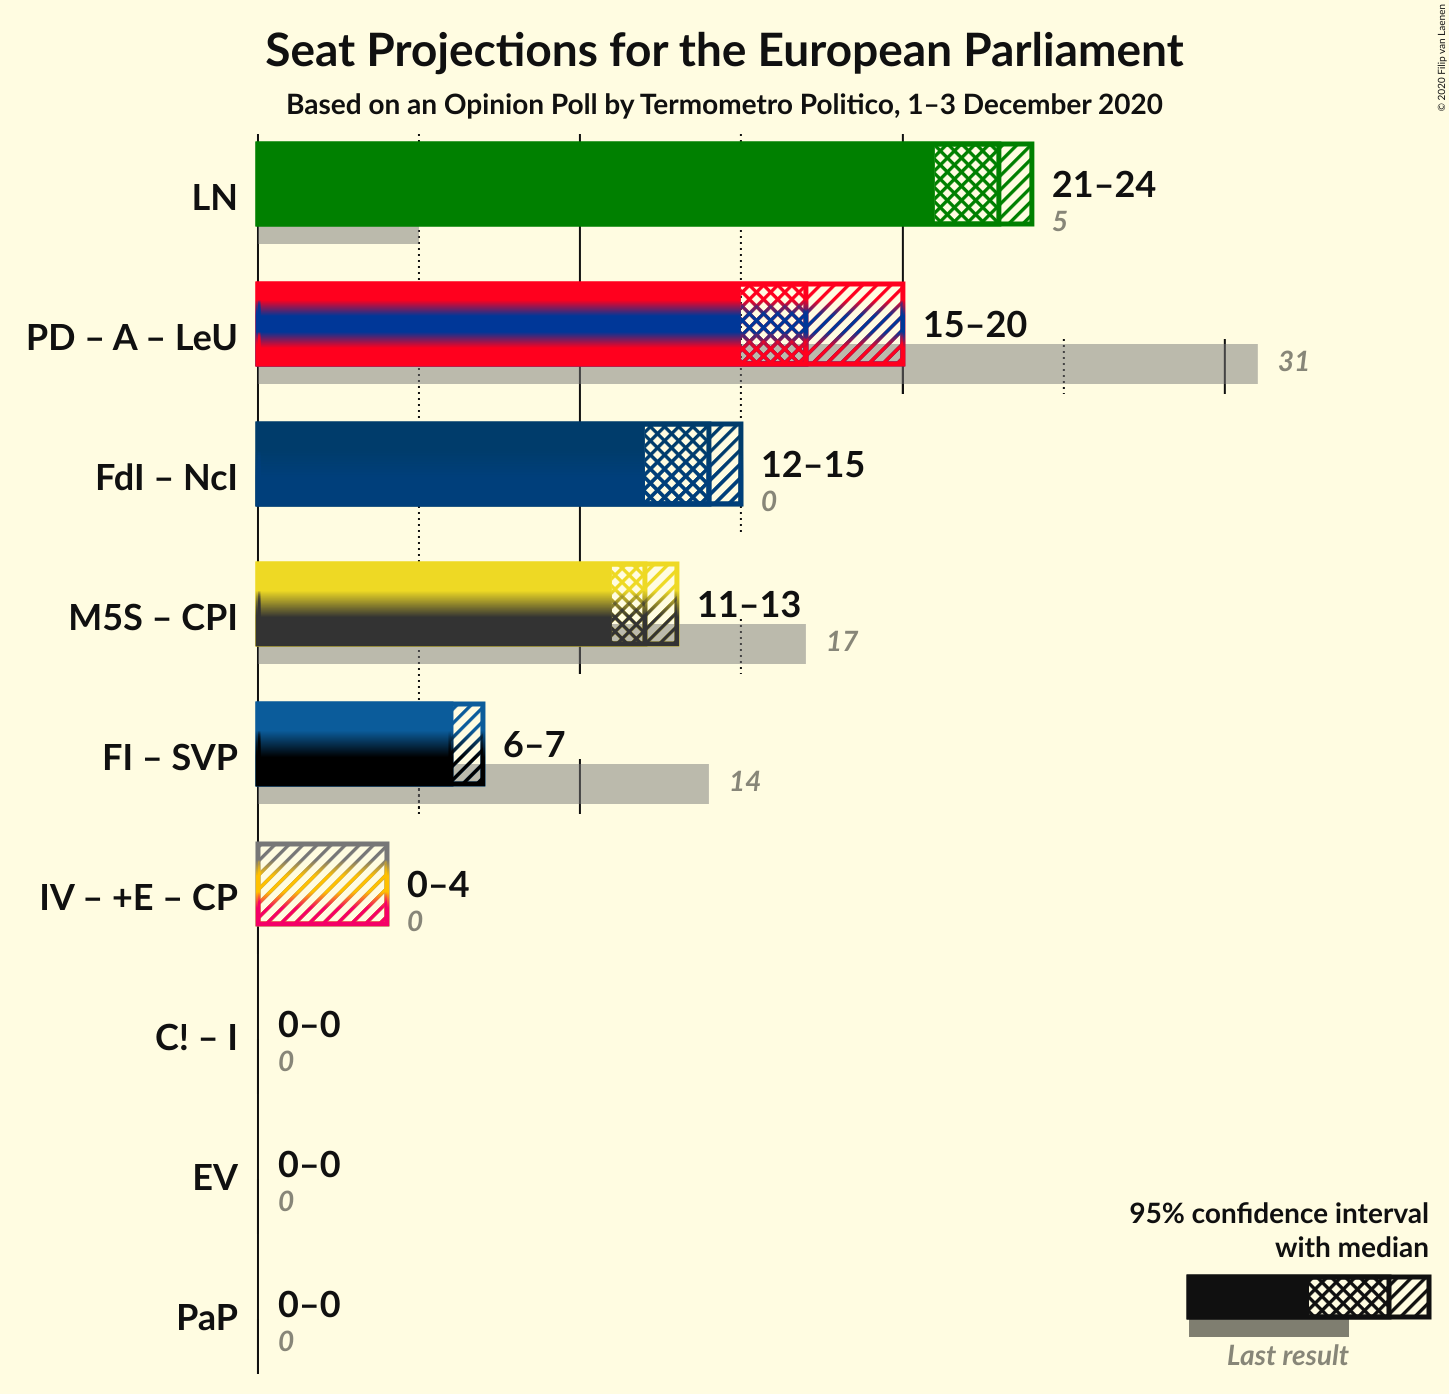 Seat Projections for the European Parliament
Based on an Opinion Poll by Termometro Politico, 1–3 December 2020
© 2020 Filip van Laenen
LN
21–24
5
PD – A – LeU
15–20
31
FdI – NcI
12–15
0
M5S – CPI
11–13
17
FI – SVP
6–7
14
IV – +E – CP
0–4
0
C! – I
0–0
0
EV
0–0
0
PaP
0–0
0
95% confidence interval
with median
Last result